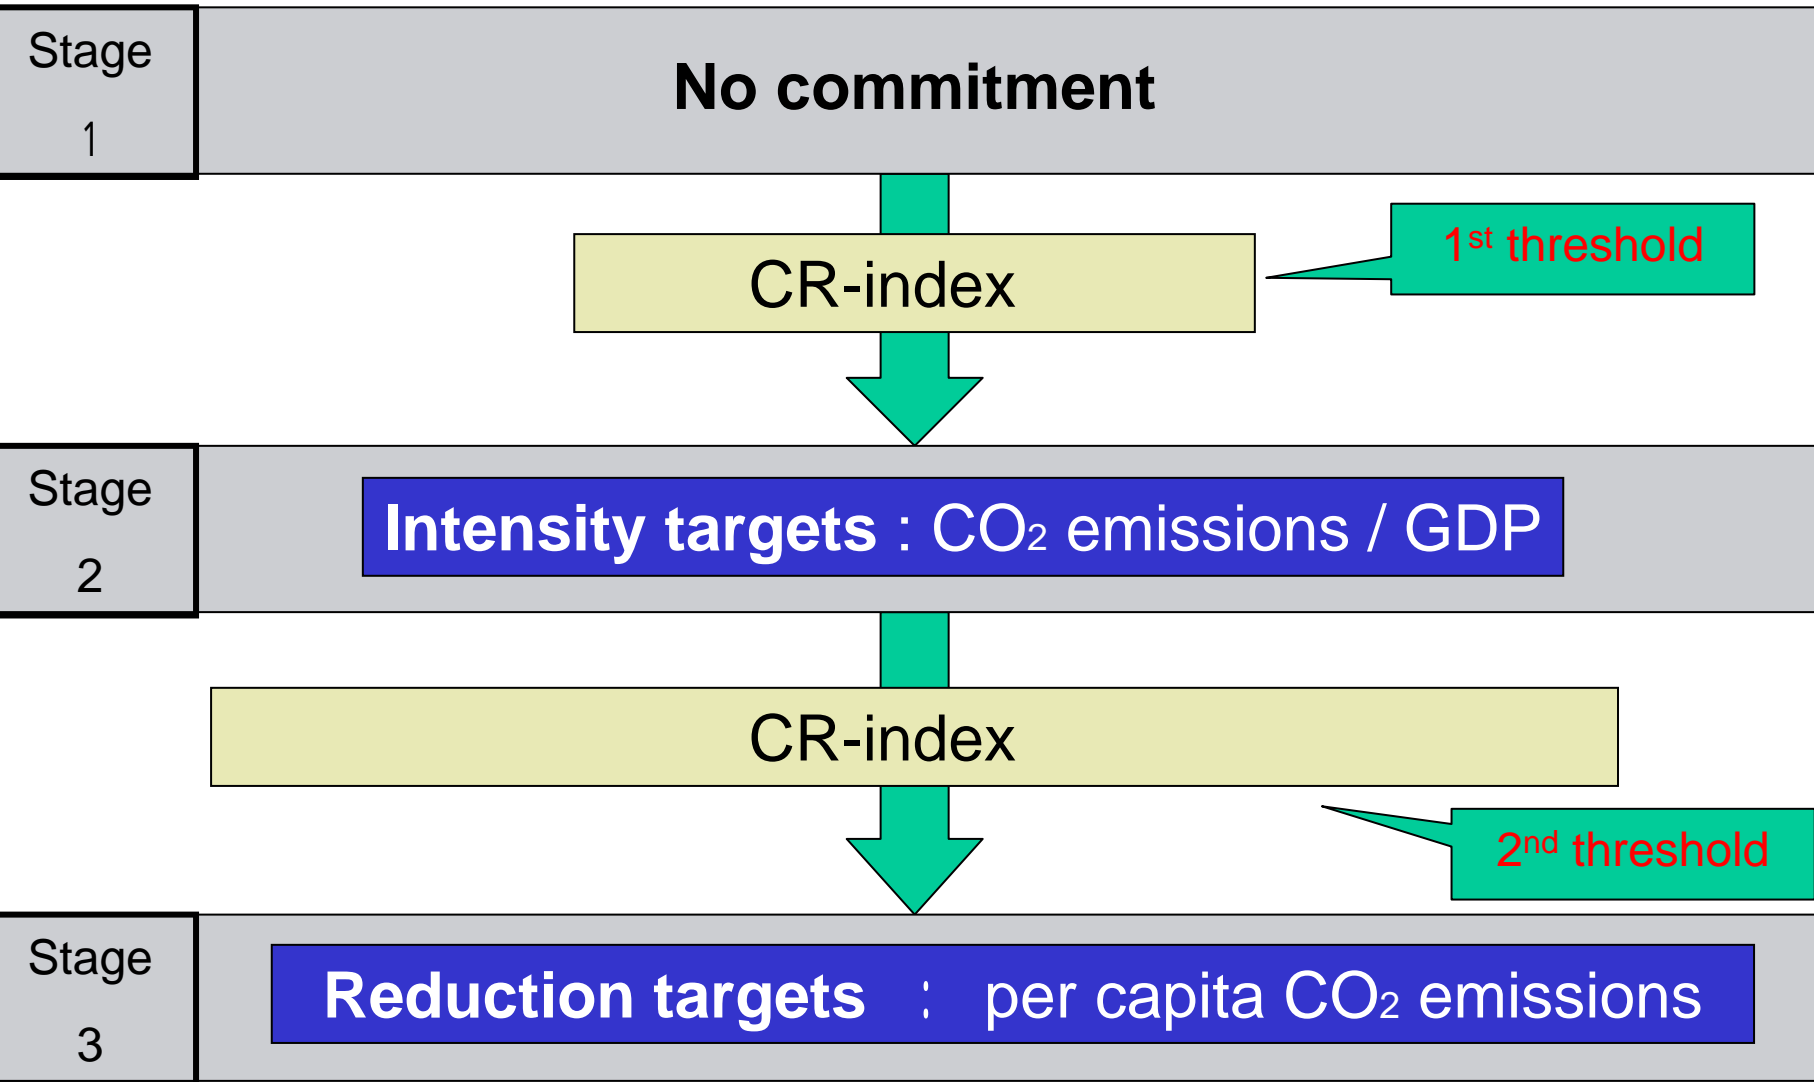 Stage
1
No commitment
CR-index
1st threshold
Stage
2
Intensity targets : CO₂ emissions / GDP
CR-index
2nd threshold
Stage
3
Reduction targets : per capita CO₂ emissions